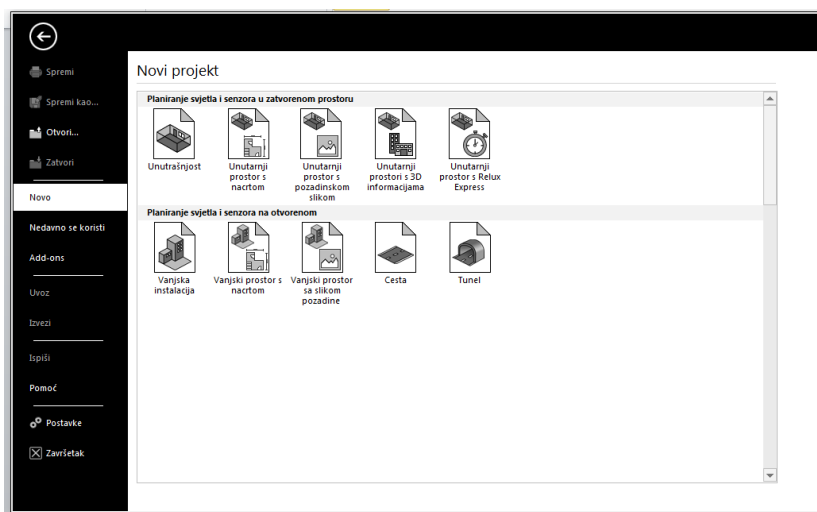 Spremi
Spremi kao...
Otvori...
Zatvori
Novo
Nedavno se koristi
Add-ons
Uvoz
Izvezi
Ispiši
Pomoć
Postavke
Završetak
Novi projekt
Planiranje svjetla i senzora u zatvorenom prostoru
Unutrašnjost
Unutarnji
prostor s
nacrtom
Unutarnji
prostor s
pozadinskom
slikom
Unutarnji
prostori s 3D
informacijama
Unutarnji
prostor s Relux
Express
Planiranje svjetla i senzora na otvorenom
Vanjska
instalacija
Vanjski prostor s
nacrtom
Vanjski prostor
sa slikom
pozadine
Cesta
Tunel